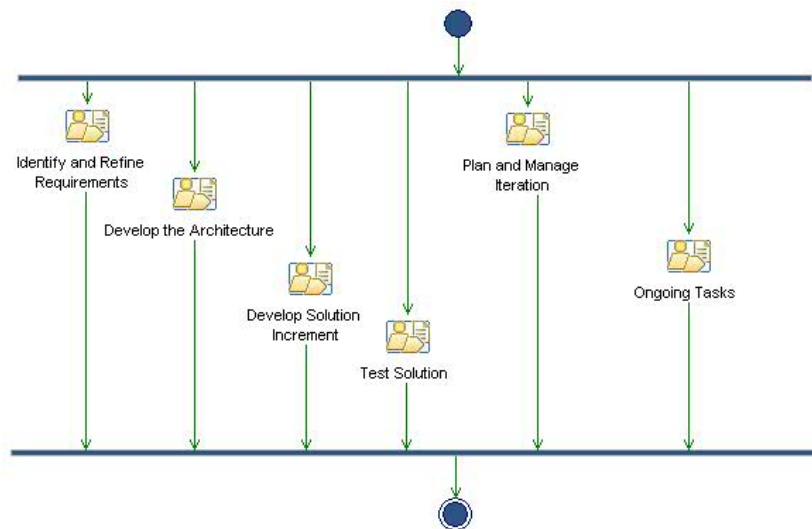 Identify and Refine
Requirements
Develop the Architecture
Develop Solution
Increment
Test Solution
Plan and Manage
Iteration
Ongoing Tasks